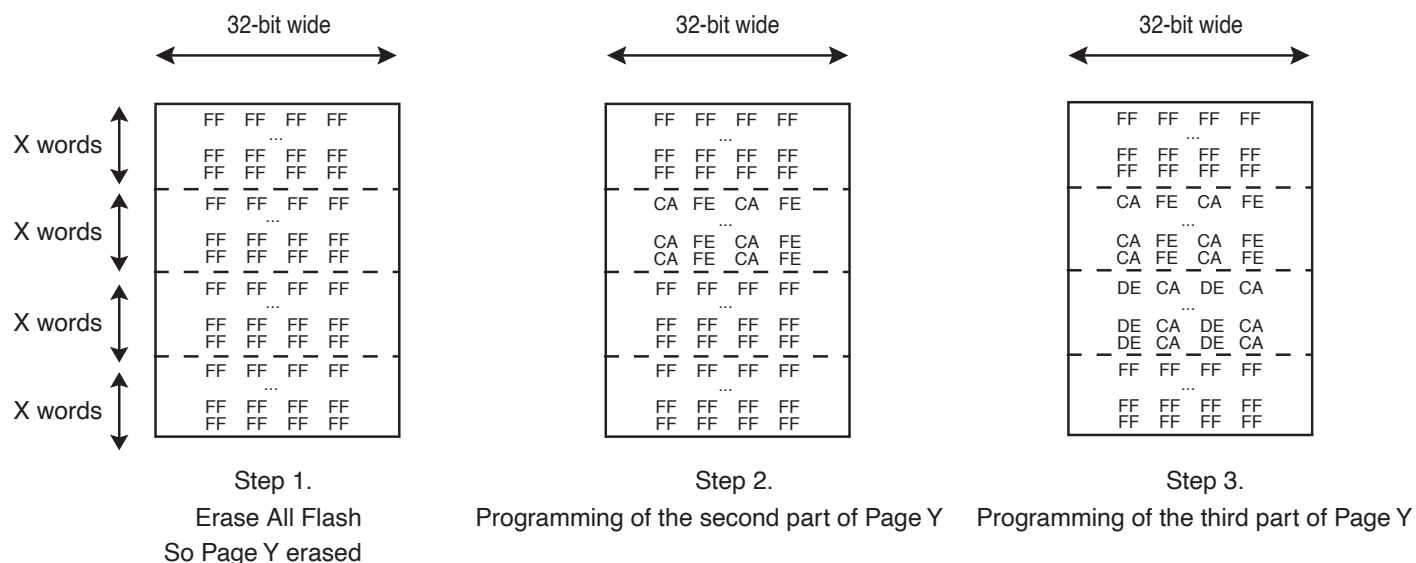 32-bit wide 32-bit wide 32-bit wide
FF FF FF FF FF FF FF FF FF FF FF FF
X words ... ... ...
FF FF FF FF FF FF FF FF FF FF FF FF
FF FF FF FF FF FF FF FF FF FF FF FF
FF FF FF FF CA FE CA FE CA FE CA FE
X words ... ... ...
FF FF FF FF CA FE CA FE CA FE CA FE
FF FF FF FF CA FE CA FE CA FE CA FE
FF FF FF FF FF FF FF FF DE CA DE CA
X words ... ... ...
FF FF FF FF FF FF FF FF DE CA DE CA
FF FF FF FF FF FF FF FF DE CA DE CA
FF FF FF FF FF FF FF FF FF FF FF FF
X words ... ... ...
FF FF FF FF FF FF FF FF FF FF FF FF
FF FF FF FF FF FF FF FF FF FF FF FF
Step 1. Step 2. Step 3.
Erase All Flash Programming of the second part of Page Y Programming of the third part of Page Y
So Page Y erased